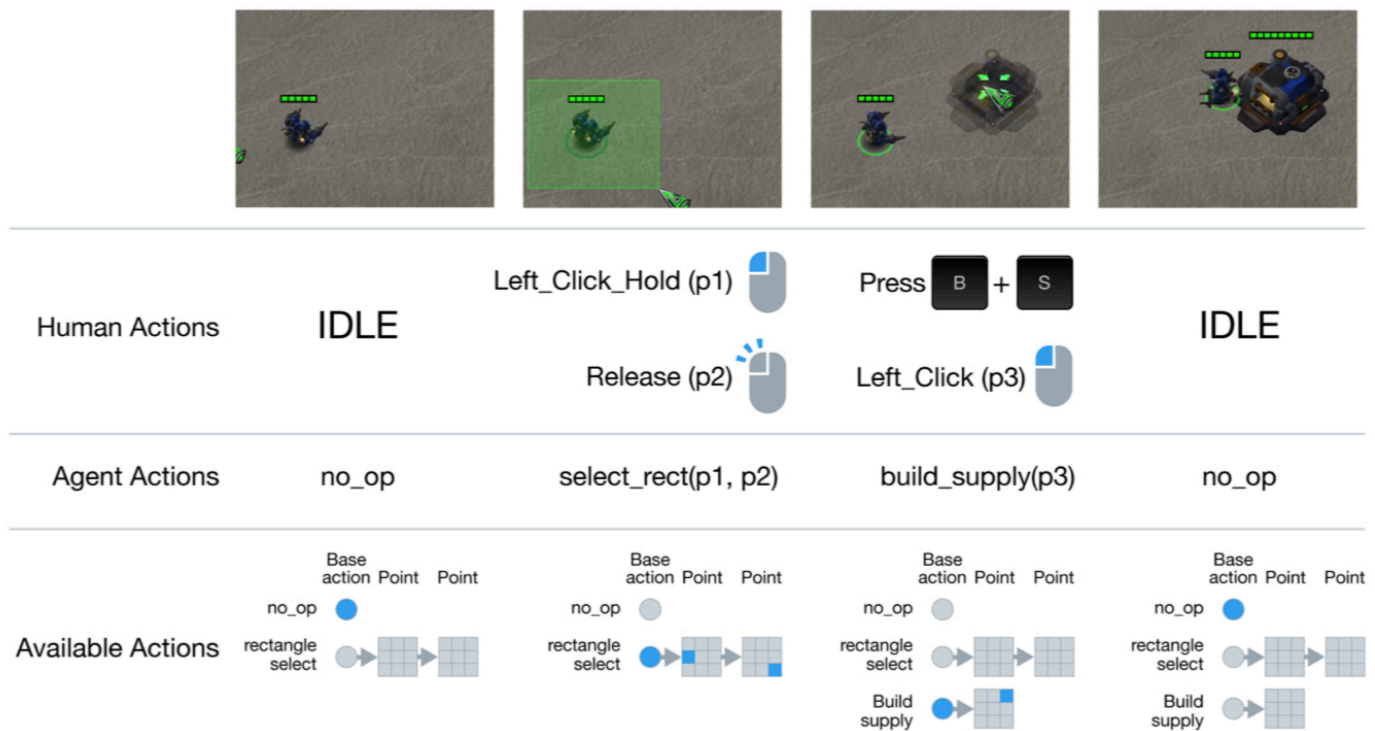 Human Actions
IDLE
Left_Click_Hold (p1)
Release (p2)
Press B + S
Left_Click (p3)
IDLE
Agent Actions
no_op
select_rect(p1, p2)
build_supply(p3)
no_op
Available Actions
Base
action Point Point
no_op
rectangle
select
Base
action Point Point
no_op
rectangle
select
Base
action Point Point
no_op
rectangle
select
Build
supply
Base
action Point Point
no_op
rectangle
select
Build
supply